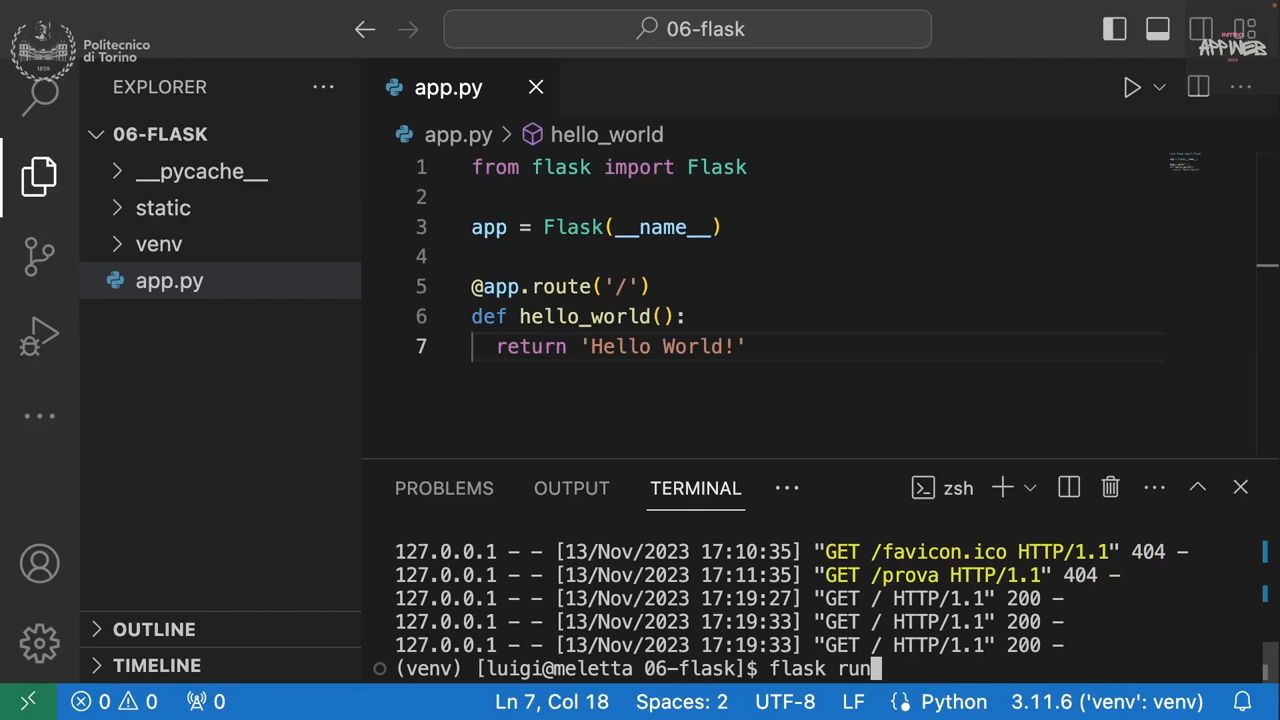 06-flask
Politecnico
di Torino
1859
INTRO
APPWEB
EXPLORER
app.py
06-FLASK
__pycache__
static
venv
app.py
app.py > hello_world
1 from flask import Flask
2
3 app = Flask(__name__)
4
5 @app.route('/')
6 def hello_world():
7 return 'Hello World!'
PROBLEMS OUTPUT TERMINAL zsh
127.0.0.1 - - [13/Nov/2023 17:10:35] "GET /favicon.ico HTTP/1.1" 404 -
127.0.0.1 - - [13/Nov/2023 17:11:35] "GET /prova HTTP/1.1" 404 -
127.0.0.1 - - [13/Nov/2023 17:19:27] "GET / HTTP/1.1" 200 -
127.0.0.1 - - [13/Nov/2023 17:19:33] "GET / HTTP/1.1" 200 -
127.0.0.1 - - [13/Nov/2023 17:19:33] "GET / HTTP/1.1" 200 -
(venv) [luigi@meletta 06-flask]$ flask run
OUTLINE
TIMELINE
0 0 0 Ln 7, Col 18 Spaces: 2 UTF-8 LF Python 3.11.6 ('venv': venv)